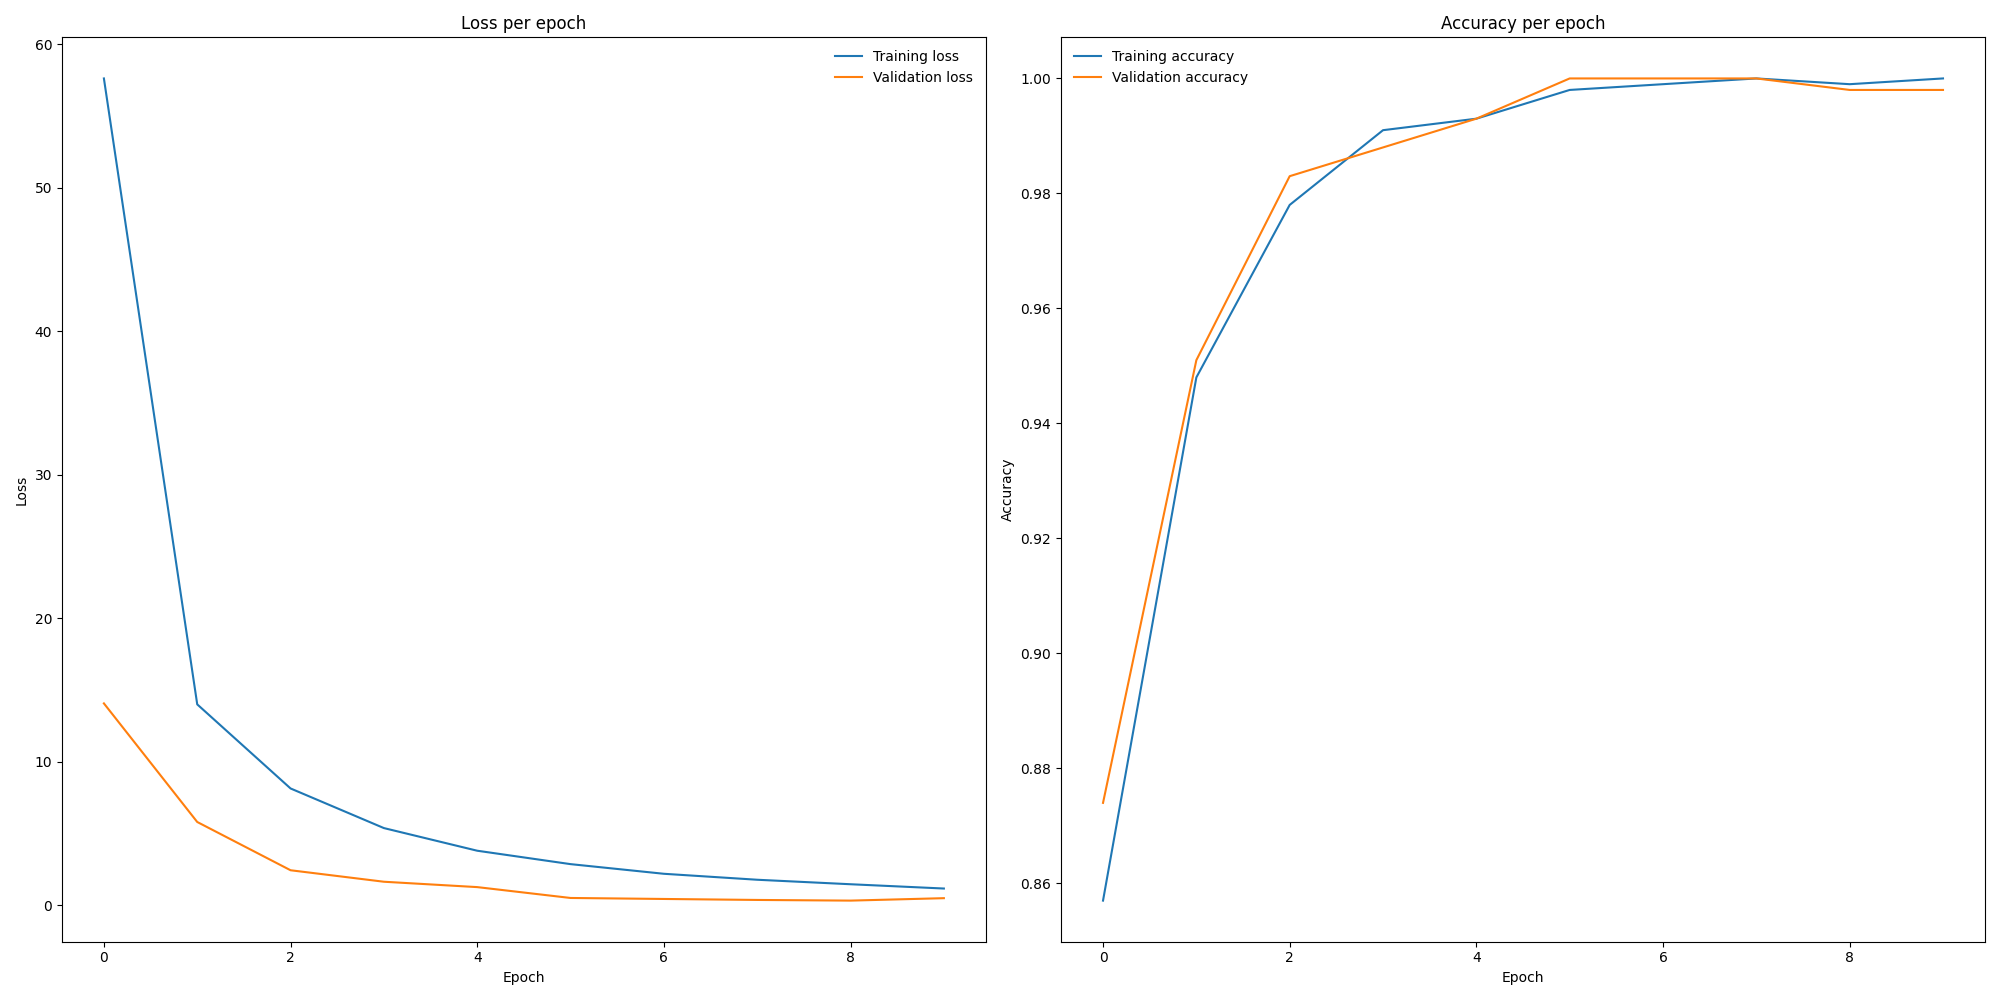 Loss per epoch
60
50
40
30
20
10
0
Loss
Training loss
Validation loss
0 2 4 6 8
Epoch
Accuracy per epoch
1.00
0.98
0.96
0.94
0.92
0.90
0.88
0.86
Accuracy
Training accuracy
Validation accuracy
0 2 4 6 8
Epoch